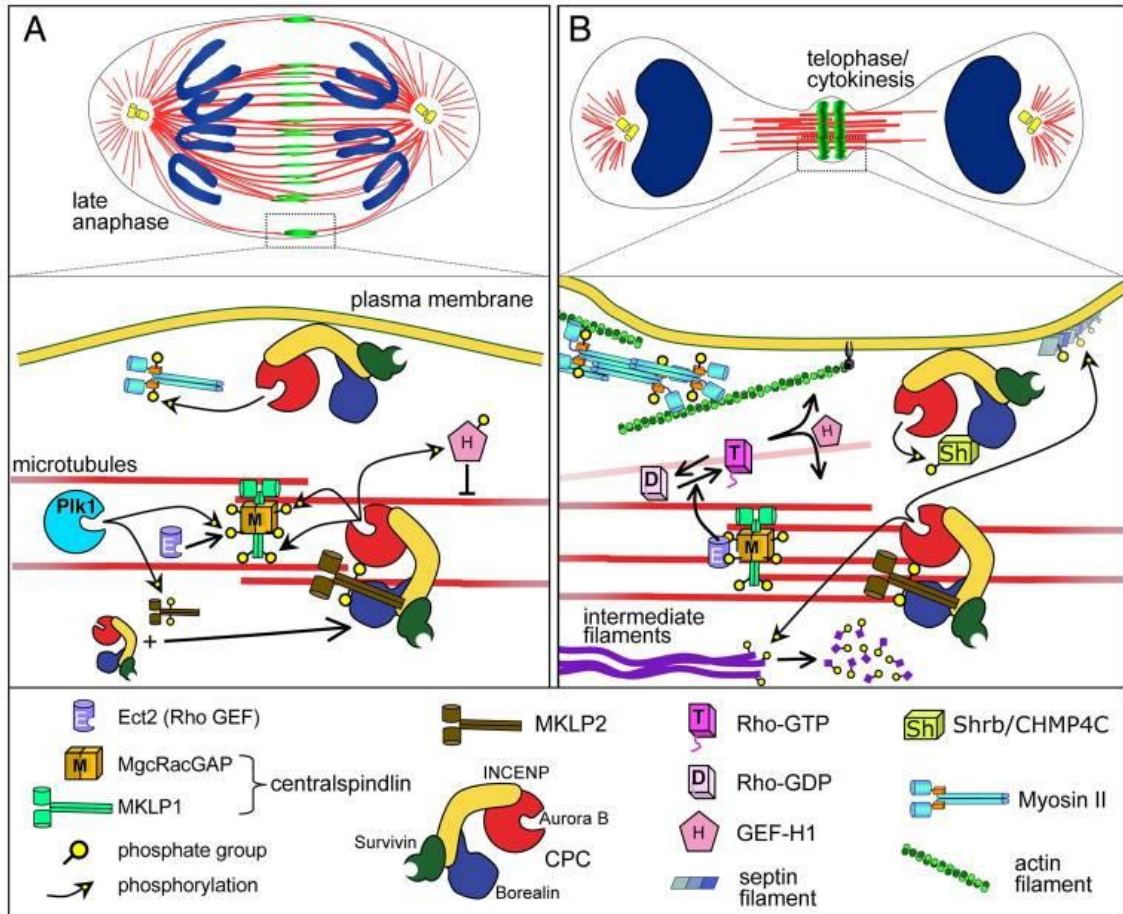 A
late
anaphase
plasma membrane
H
microtubules
Plk1
M
E
+
B
telophase/
cytokinesis
H
T
D
Sh
E
M
intermediate
filaments
E
Ect2 (Rho GEF)
M
MgcRacGAP
MKLP1
centralspindlin
phosphate group
phosphorylation
MKLP2
INCENP
Aurora B
Survivin
CPC
Borealin
T
Rho-GTP
D
Rho-GDP
H
GEF-H1
septin
filament
Sh
Shrb/CHMP4C
Myosin II
actin
filament